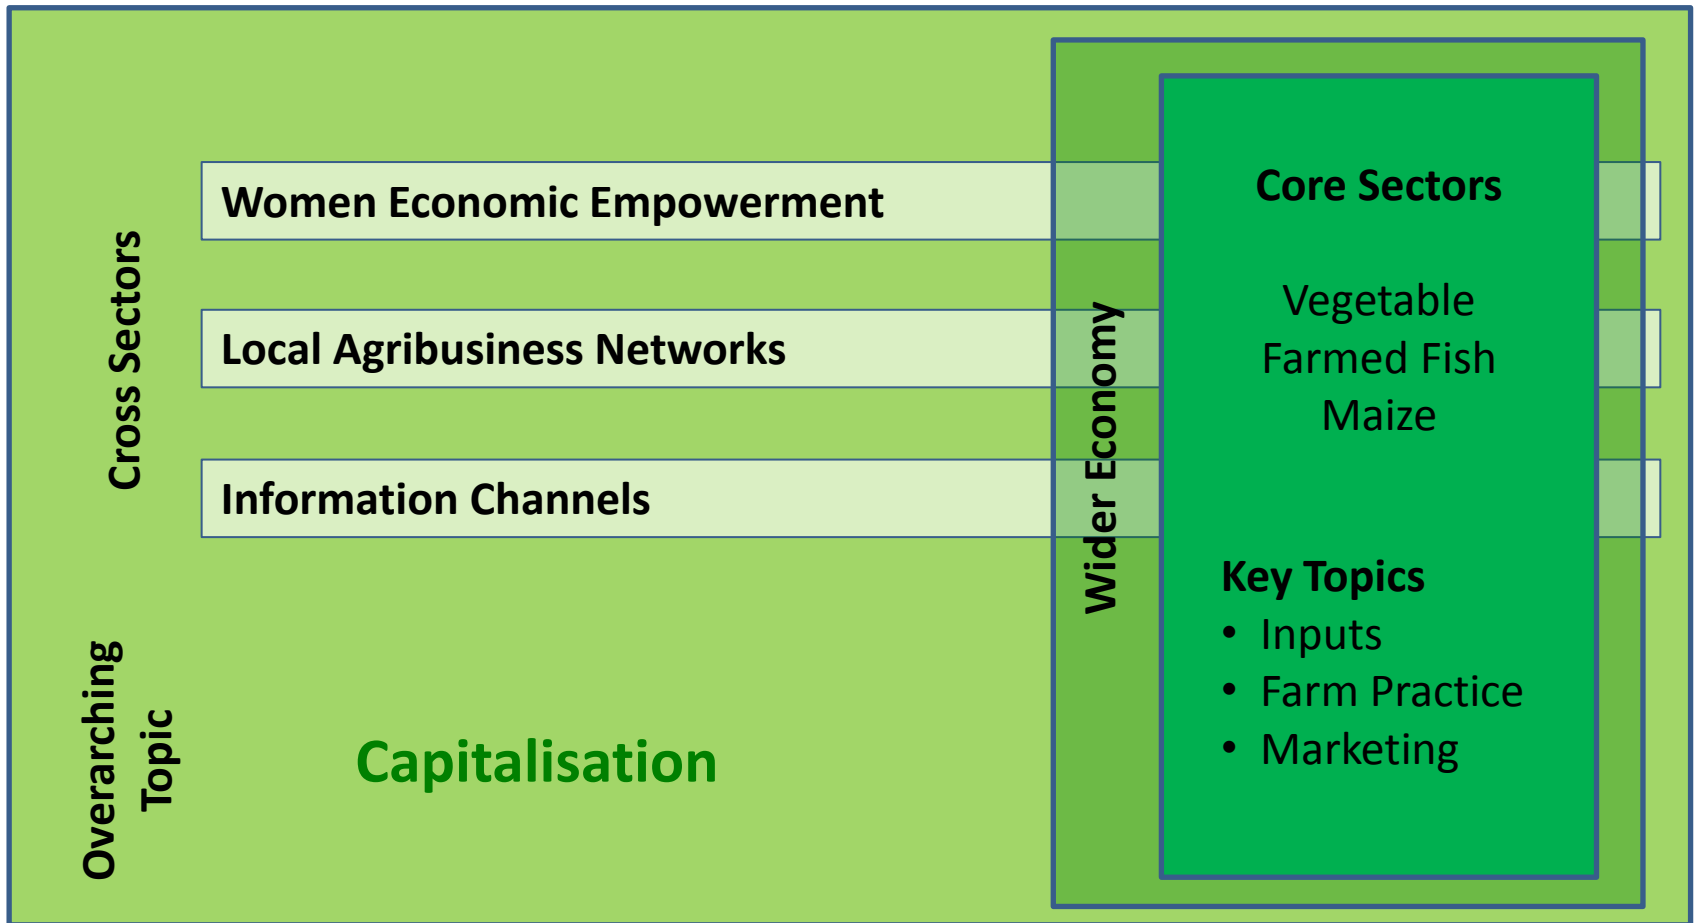 Cross Sectors
Women Economic Empowerment
Local Agribusiness Networks
Information Channels
Overarching
Topic
Capitalisation
Wider Economy
Core Sectors
Vegetable
Farmed Fish
Maize
Key Topics
• Inputs
• Farm Practice
• Marketing